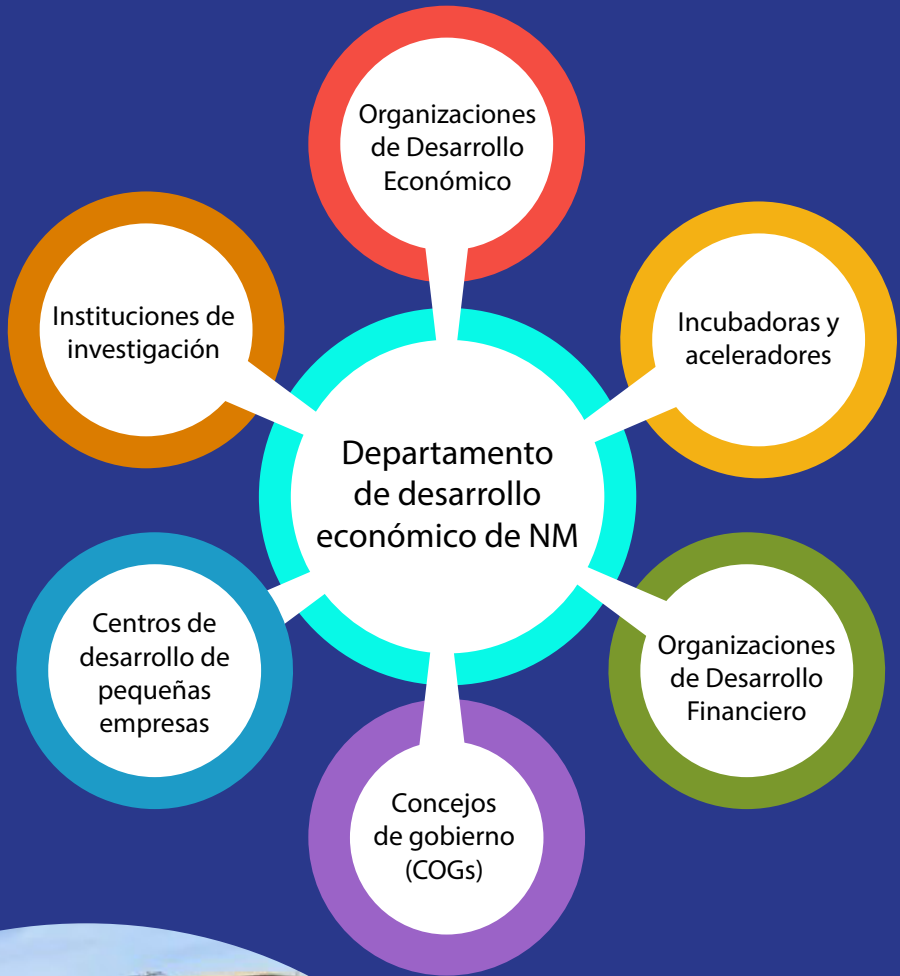 Organizaciones
de Desarrollo
Económico
Instituciones de
investigación
Incubadoras y
aceleradores
Departamento
de desarrollo
económico de NM
Centros de
desarrollo de
pequeñas
empresas
Organizaciones
de Desarrollo
Financiero
Concejos
de gobierno
(COGs)